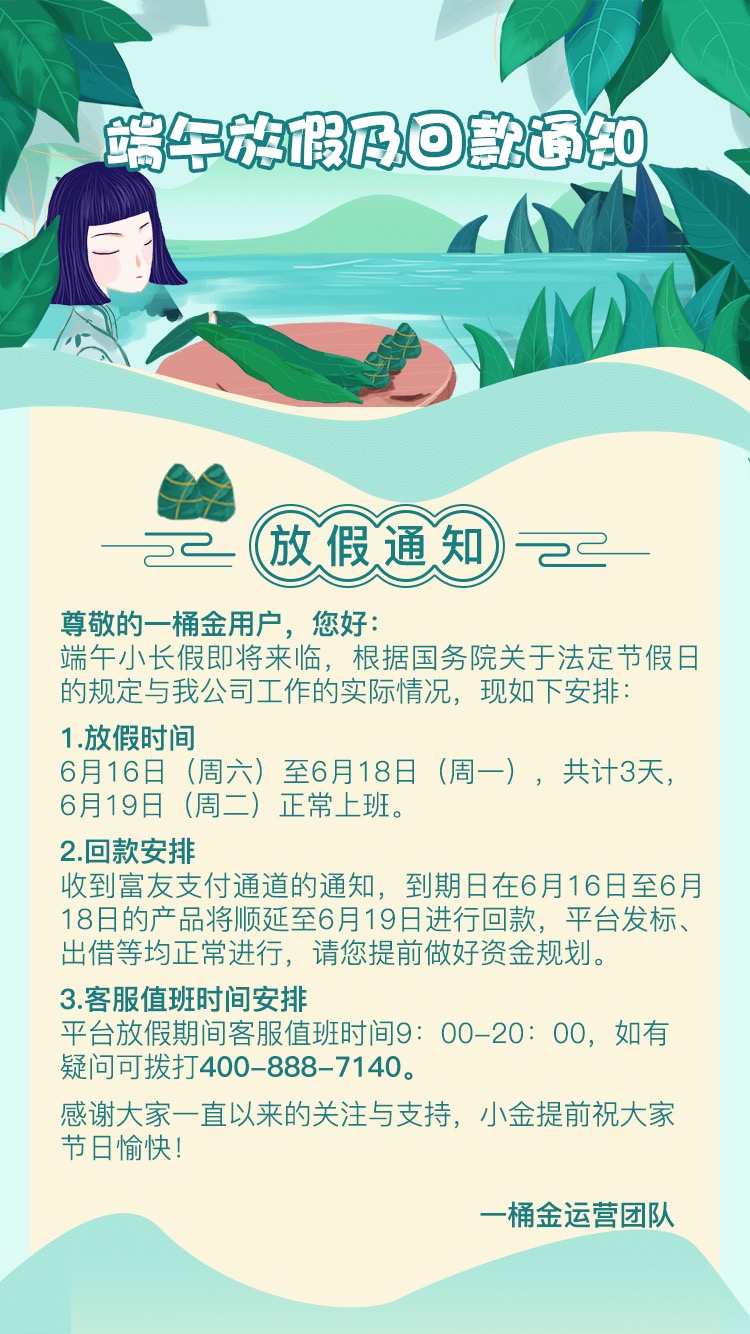 端午放假及回款通知
放假通知
尊敬的一桶金用户，您好：
端午小长假即将来临，根据国务院关于法定节假日
的规定与我公司工作的实际情况，现如下安排：
1.放假时间
6月16日（周六）至6月18日（周一），共计3天，
6月19日（周二）正常上班。
2.回款安排
收到富友支付通道的通知，到期日在6月16日至6月
18日的产品将顺延至6月19日进行回款，平台发标、
出借等均正常进行，请您提前做好资金规划。
3.客服值班时间安排
平台放假期间客服值班时间9：00-20：00，如有
疑问可拨打400-888-7140。
感谢大家一直以来的关注与支持，小金提前祝大家
节日愉快！
一桶金运营团队